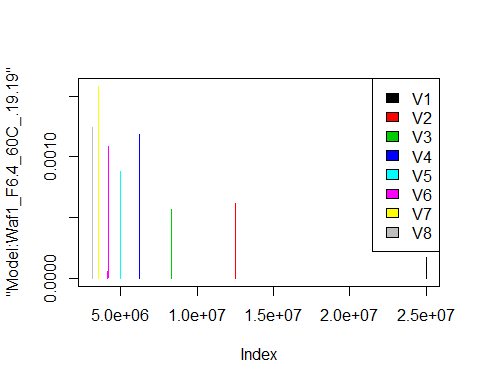 "Model:Waf1_F6.4_60C_.19.19"
0.0010
0.0000
V1
V2
V3
V4
V5
V6
V7
V8
5.0e+06 1.0e+07 1.5e+07 2.0e+07 2.5e+07
Index